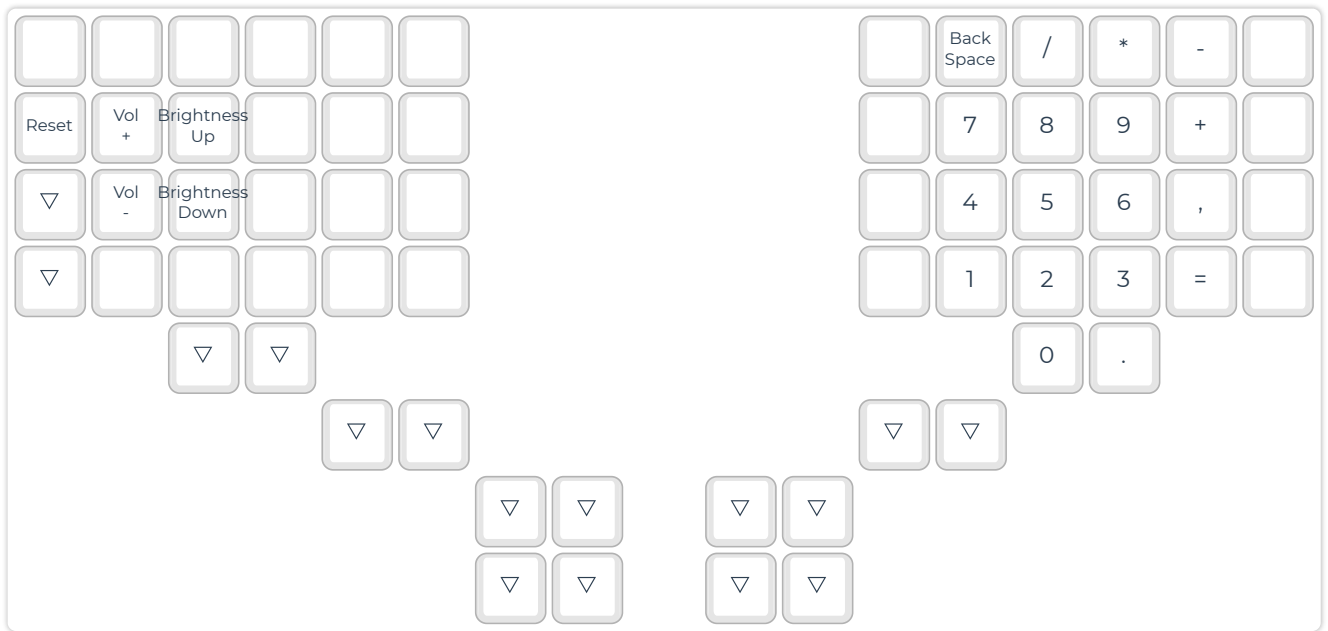 Back
Space / * -
Reset Vol
+ Brightness
Up 7 8 9 +
▽ Vol
- Brightness
Down 4 5 6 ,
▽ 1 2 3 =
▽ ▽ 0 .
▽ ▽ ▽ ▽
▽ ▽ ▽ ▽
▽ ▽ ▽ ▽